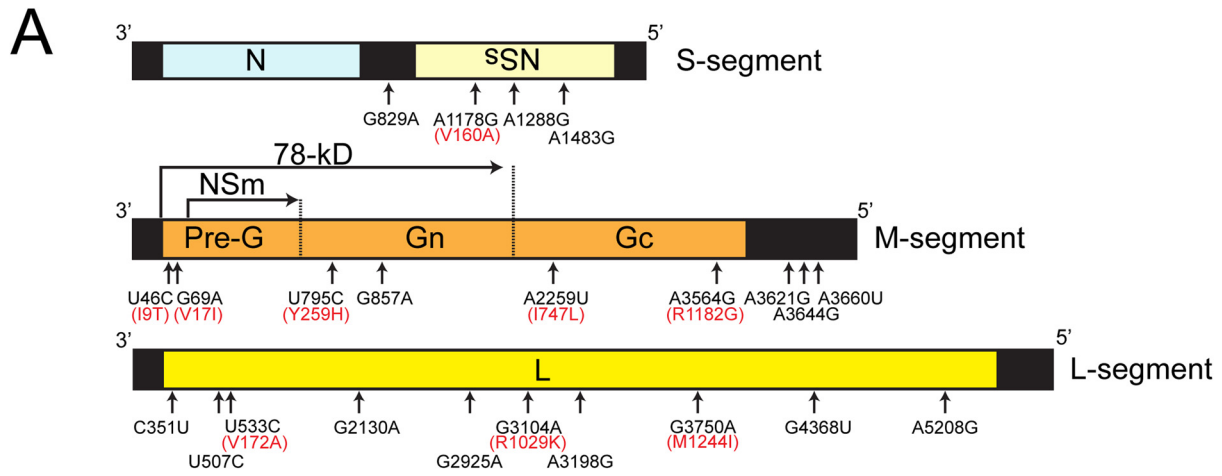 A
3’ 5’
N sSN S-segment
G829A A1178G A1288G
(V160A) A1483G
78-kD
NSm
3’ 5’
Pre-G Gn Gc M-segment
U46C G69A U795C G857A A2259U A3564G A3621G A3660U
(I9T) (V17I) (Y259H) (I747L) (R1182G) A3644G
3’ 5’
L L-segment
C351U U533C G2130A G3104A G3750A G4368U A5208G
(V172A) (R1029K) (M1244I)
U507C G2925A A3198G